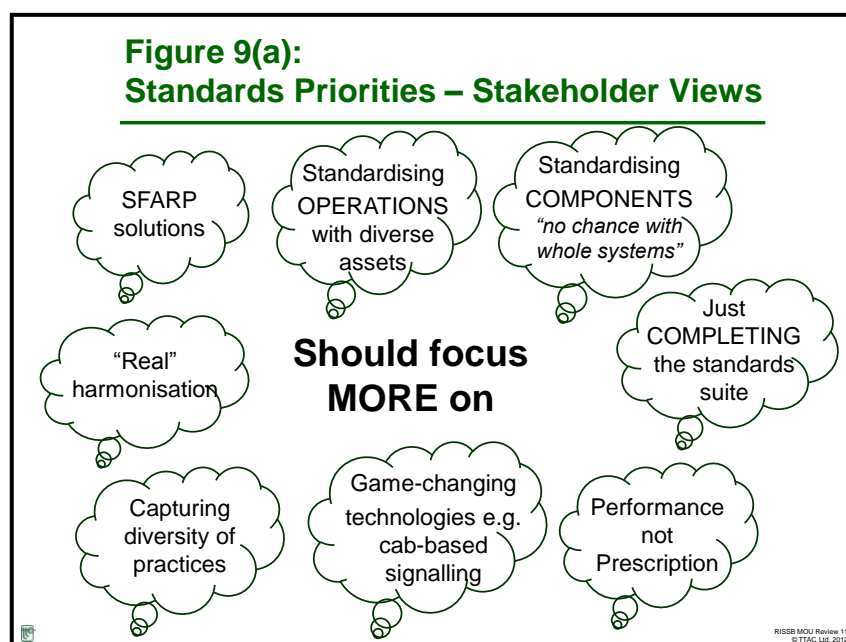 Figure 9(a):
Standards Priorities – Stakeholder Views
SFARP
solutions
Standardising
OPERATIONS
with diverse
assets
Standardising
COMPONENTS
“no chance with
whole systems”
“Real”
harmonisation
Should focus
MORE on
Just
COMPLETING
the standards
suite
Capturing
diversity of
practices
Game-changing
technologies e.g.
cab-based
signalling
Performance
not
Prescription
RISSB MOU Review 11
© TTAC Ltd, 2012